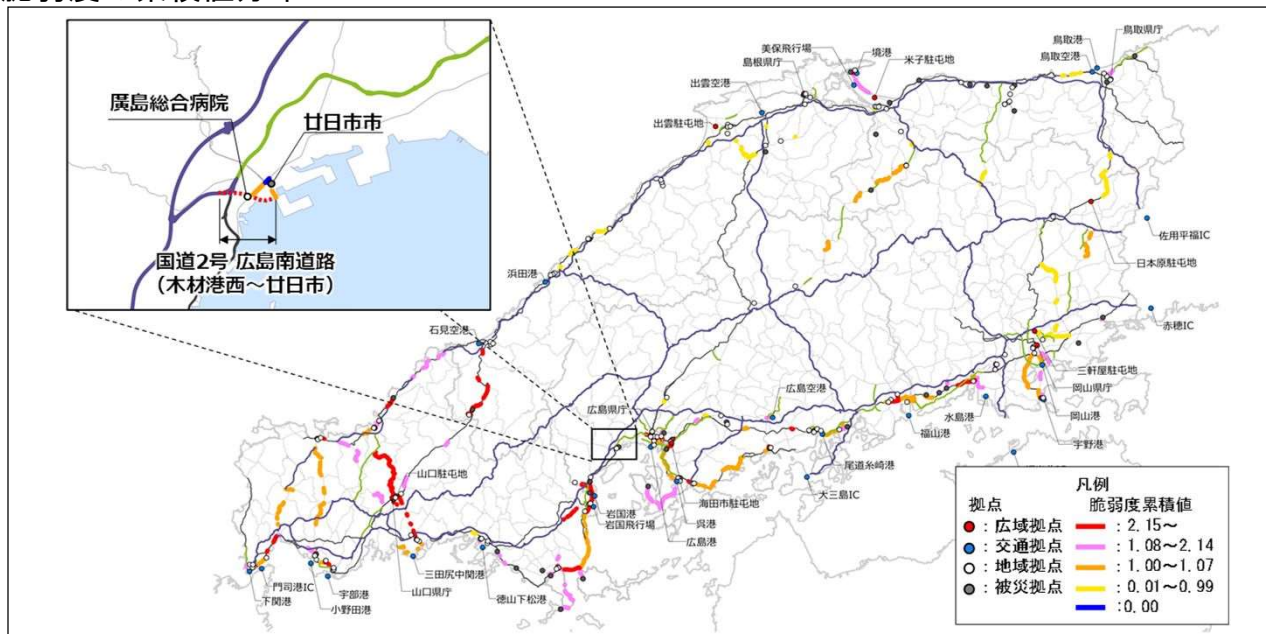 廣島総合病院
廿日市市
国道2号 広島南道路
(木材港西~廿日市)
美保飛行場
境港
島根県庁
米子駐屯地
鳥取港
鳥取県庁
鳥取空港
出雲空港
出雲駐屯地
佐用平福IC
日本原駐屯地
浜田港
赤穂IC
石見空港
三軒屋駐屯地
岡山県庁
岡山港
宇野港
広島空港
水島港
福山港
広島県庁
尾道糸崎港
大三島IC
海田市駐屯地
呉港
広島港
山口駐屯地
岩国港
岩国飛行場
三田尻中関港
山口県庁
徳山下松港
門司港IC
下関港
宇部港
小野田港
凡例
拠点 脆弱度累積値
:広域拠点 :2.15~
:交通拠点 :1.08~2.14
:地域拠点 :1.00~1.07
:被災拠点 :0.01~0.99
:0.00